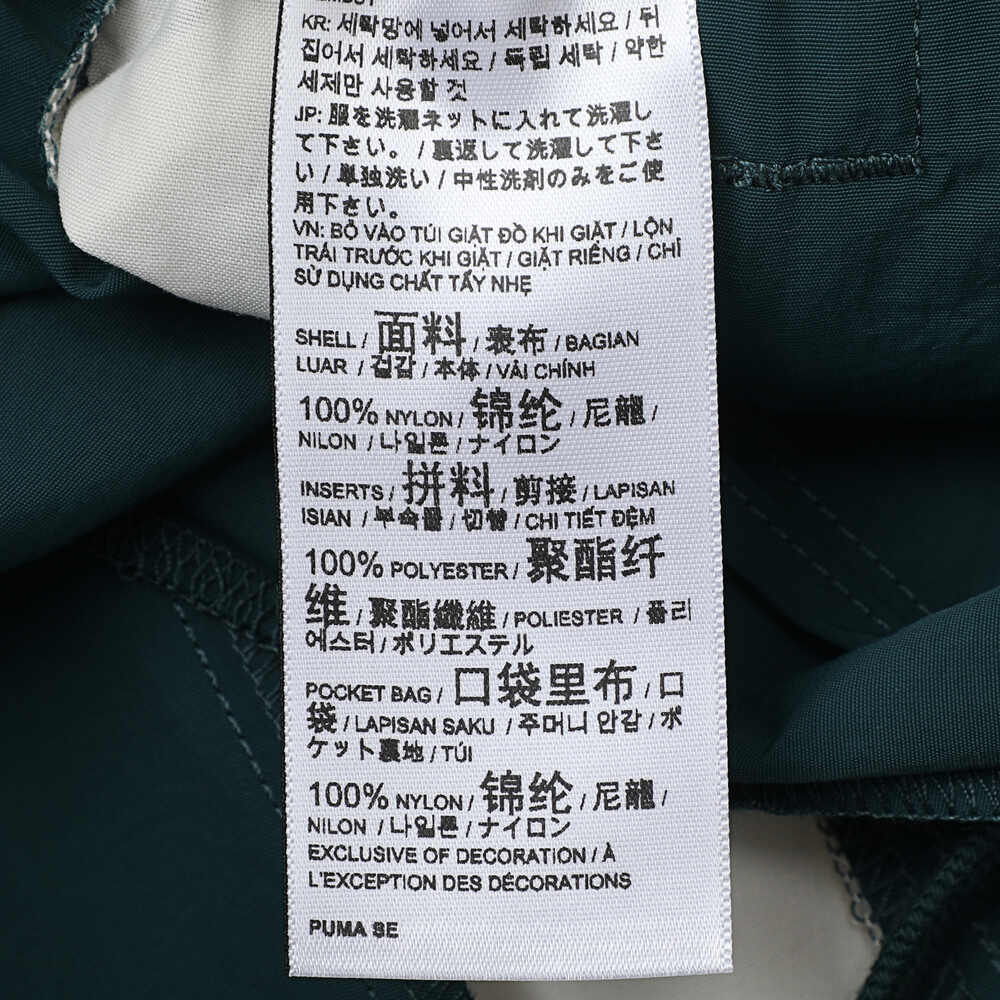 KR: 세탁망에 넣어서 세탁하세요 / 뒤
집어서 세탁하세요 / 독립 세탁 / 약한
세제만 사용할 것
JP: 服を洗濯ネットに入れて洗濯し
て下さい。 / 裏返して洗濯して下さ
い / 単独洗い / 中性洗剤のみをご使
用下さい。
VN: BỎ VÀO TÚI GIẶT ĐỒ KHI GIẶT / LỘN
TRÁI TRƯỚC KHI GIẶT / GIẶT RIÊNG / CHỈ
SỬ DỤNG CHẤT TẨY NHẸ
SHELL / 面料 / 表布 / BAGIAN
LUAR / 겉감 / 本体 / VẢI CHÍNH
100% NYLON / 锦纶 / 尼龍 /
NILON / 나일론 / ナイロン
INSERTS / 拼料 / 剪接 / LAPISAN
ISIAN / 부속물 / 切替 / CHI TIẾT ĐỆM
100% POLYESTER / 聚酯纤
维 / 聚酯纖維 / POLIESTER / 폴리
에스터 / ポリエステル
POCKET BAG / 口袋里布 / 口
袋 / LAPISAN SAKU / 주머니 안감 / ポ
ケット裏地 / TÚI
100% NYLON / 锦纶 / 尼龍 /
NILON / 나일론 / ナイロン
EXCLUSIVE OF DECORATION / À
L'EXCEPTION DES DÉCORATIONS
PUMA SE